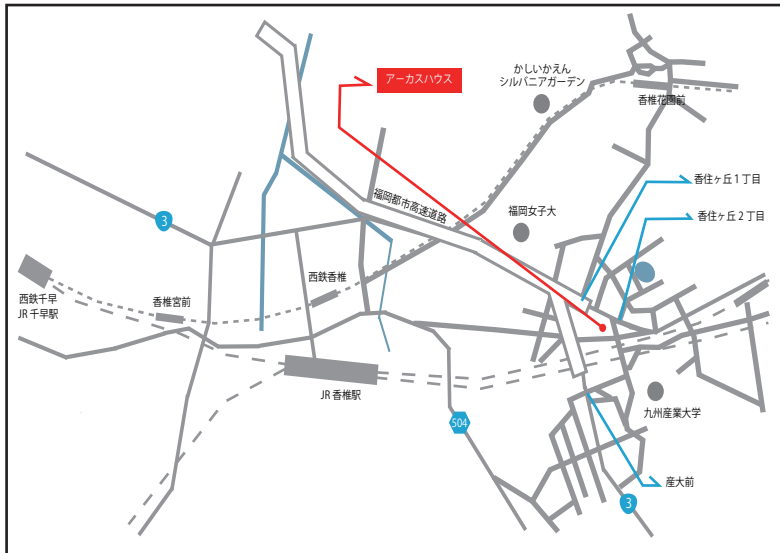 アーカスハウス
かしいかえん
シルバニアガーデン
香椎花園前
香住ヶ丘1丁目
香住ヶ丘2丁目
福岡都市高速道路
福岡女子大
3
西鉄香椎
西鉄千早
JR千早駅
香椎宮前
JR香椎駅
九州産業大学
504
産大前
3